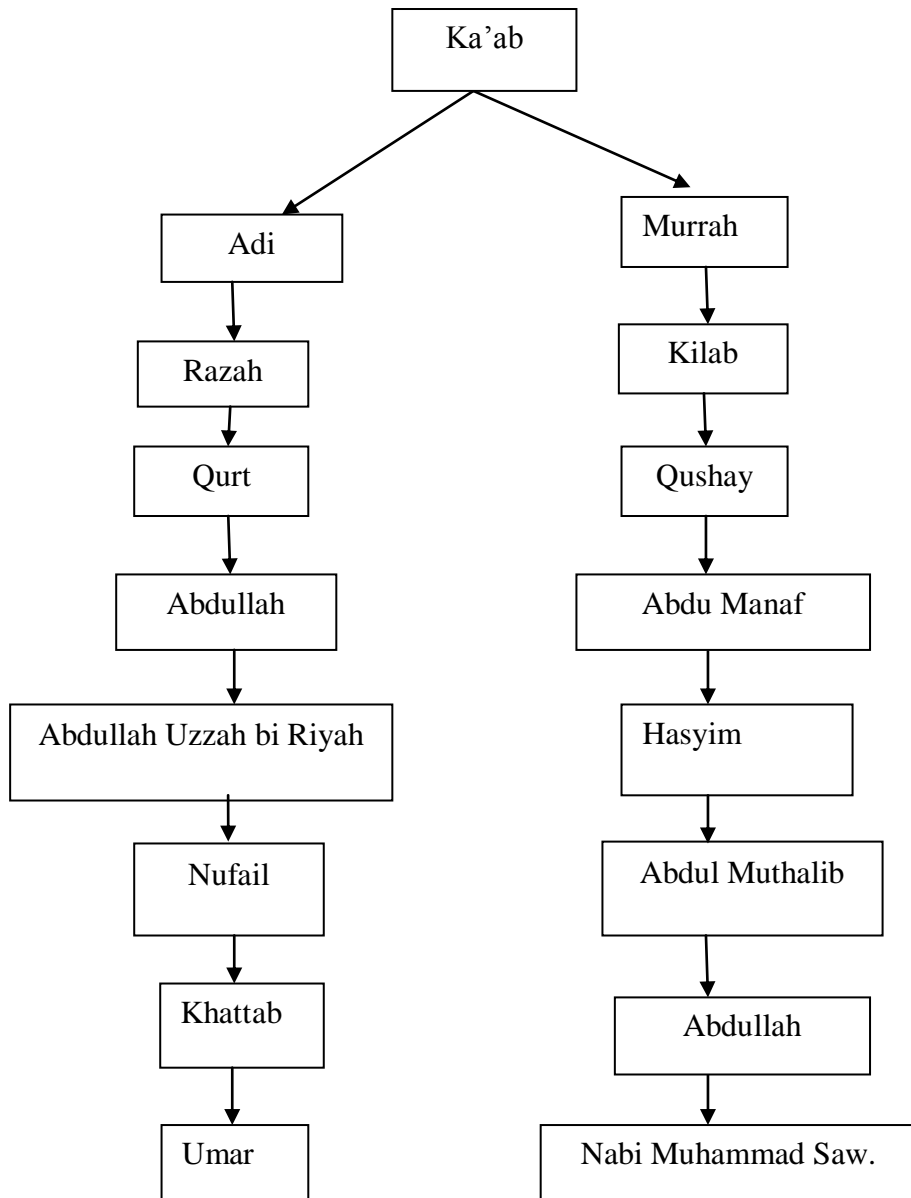 Ka’ab
Adi
Murrah
Razah
Kilab
Qurt
Qushay
Abdullah
Abdu Manaf
Abdullah Uzzah bi Riyah
Hasyim
Nufail
Abdul Muthalib
Khattab
Abdullah
Umar
Nabi Muhammad Saw.